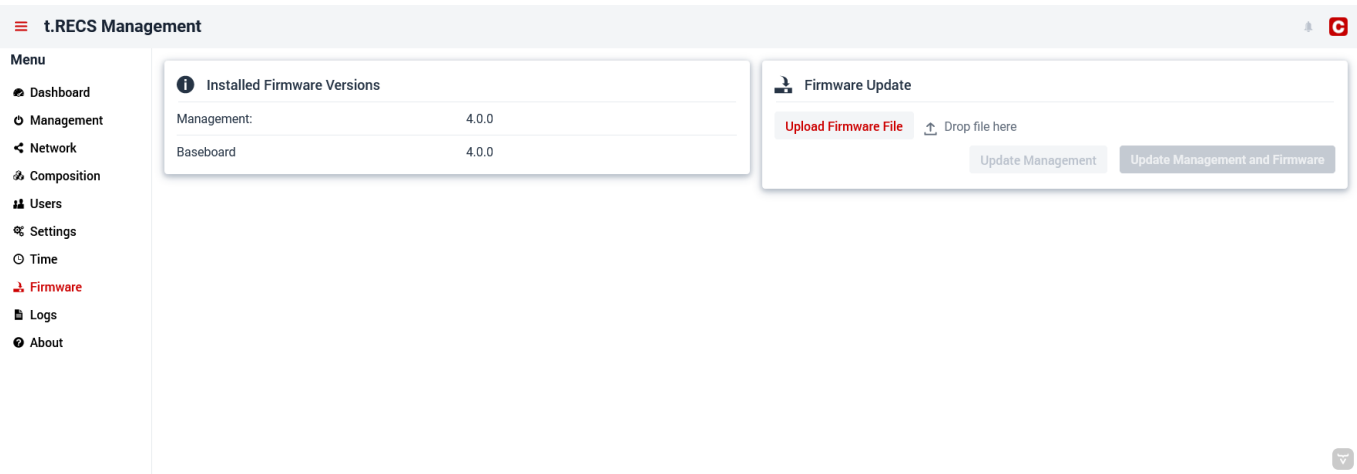 t.RECS Management
C
Menu
Dashboard
Management
Network
Composition
Users
Settings
Time
Firmware
Logs
About
Installed Firmware Versions
Management: 4.0.0
Baseboard 4.0.0
Firmware Update
Upload Firmware File Drop file here
Update Management Update Management and Firmware